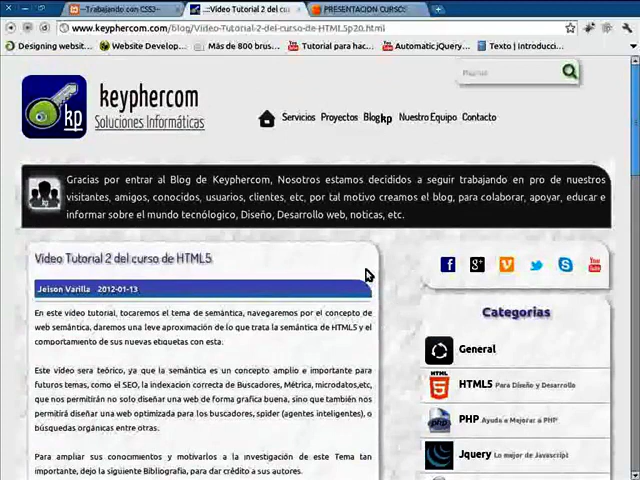 --Trabajando con CSS3--
..::Video Tutorial 2 del cu
PRESENTACION CURSO
www.keyphercom.com/blog/Video-Tutorial-2-del-curso-de-HTML5p20.html
Designing websit...
Website Develop...
Más de 800 brus...
Tutorial para hac...
Automatic jQuery...
Texto | Introducci...
keyphercom
Soluciones Informáticas
kp
Servicios Proyectos Blogkp Nuestro Equipo Contacto
Gracias por entrar al Blog de Keyphercom, Nosotros estamos decididos a seguir trabajando en pro de nuestros
visitantes, amigos, conocidos, usuarios, clientes, etc, por tal motivo creamos el blog, para colaborar, apoyar, educar e
informar sobre el mundo tecnólogico, Diseño, Desarrollo web, noticas, etc.
Video Tutorial 2 del curso de HTML5
Jeison Varilla 2012-01-13
En este vídeo tutorial, tocaremos el tema de semántica, navegaremos por el concepto de
web semántica, daremos una leve aproximación de lo que trata la semántica de HTML5 y el
comportamiento de sus nuevas etiquetas con esta.
Este vídeo sera teórico, ya que la semántica es un concepto amplio e importante para
futuros temas, como el SEO, la indexacion correcta de Buscadores, Métrica, microdatos,etc,
que nos permitirán no solo diseñar una web de forma grafica buena, sino que también nos
permitirá diseñar una web optimizada para los buscadores, spider (agentes inteligentes), o
búsquedas orgánicas entre otras.
Para ampliar sus conocimientos y motivarlos a la investigación de este Tema tan
importante, dejo la siguiente Bibliografía, para dar crédito a sus autores.
Categorias
General
HTML5 Para Diseño y Desarrollo
PHP Ayuda a Mejorar a PHP
Jquery Lo mejor de Javascript